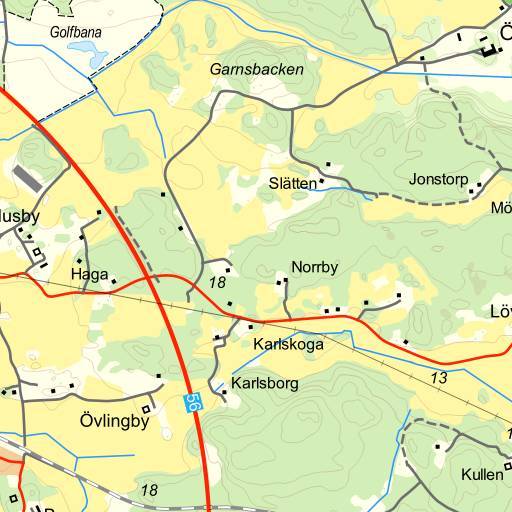 Golfbana
Garnsbacken
Slätten
Jonstorp
Haga
18
Norrby
Karlskoga
13
Karlsborg
56
Övlingby
18
Kullen